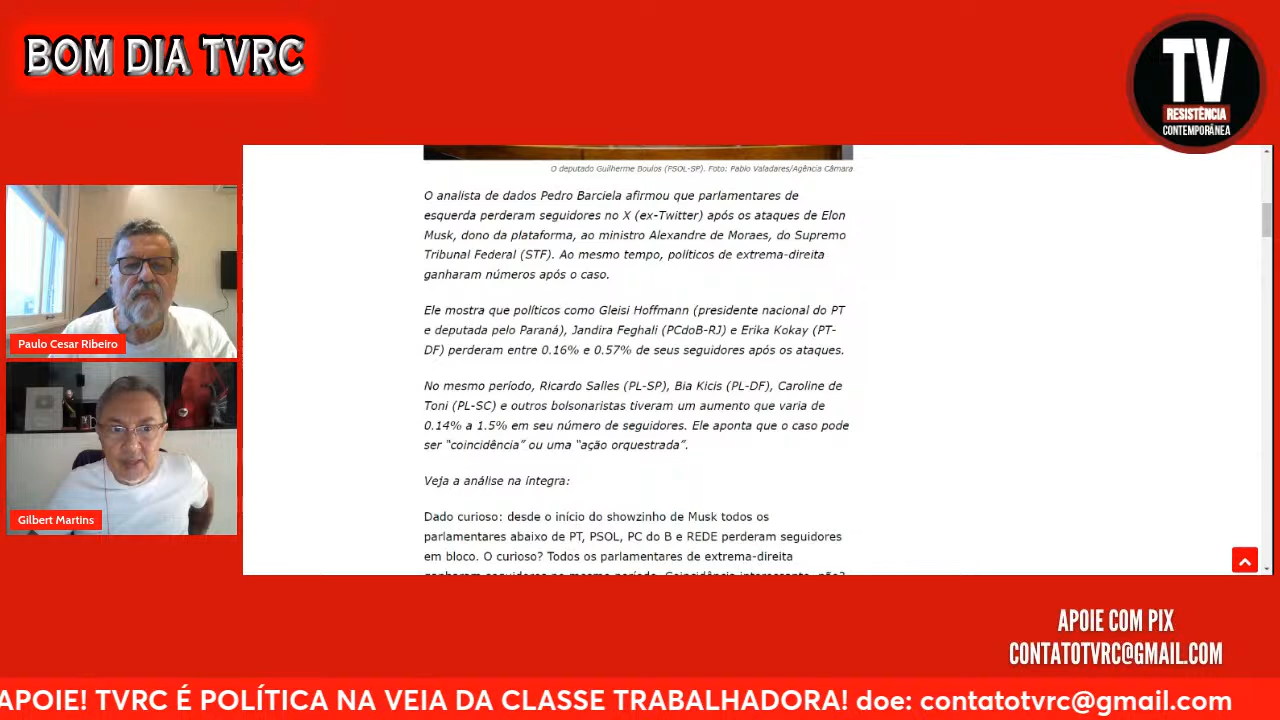 BOM DIA TVRC
TV
RESISTÊNCIA
CONTEMPORÂNEA
O deputado Guilherme Boulos (PSOL-SP). Foto: Pablo Valadares/Agência Câmara
O analista de dados Pedro Barciela afirmou que parlamentares de
esquerda perderam seguidores no X (ex-Twitter) após os ataques de Elon
Musk, dono da plataforma, ao ministro Alexandre de Moraes, do Supremo
Tribunal Federal (STF). Ao mesmo tempo, políticos de extrema-direita
ganharam números após o caso.
Ele mostra que políticos como Gleisi Hoffmann (presidente nacional do PT
e deputada pelo Paraná), Jandira Feghali (PCdoB-RJ) e Erika Kokay (PT-
DF) perderam entre 0.16% e 0.57% de seus seguidores após os ataques.
No mesmo período, Ricardo Salles (PL-SP), Bia Kicis (PL-DF), Caroline de
Toni (PL-SC) e outros bolsonaristas tiveram um aumento que varia de
0.14% a 1.5% em seu número de seguidores. Ele aponta que o caso pode
ser “coincidência” ou uma “ação orquestrada”.
Veja a análise na íntegra:
Dado curioso: desde o início do showzinho de Musk todos os
parlamentares abaixo de PT, PSOL, PC do B e REDE perderam seguidores
em bloco. O curioso? Todos os parlamentares de extrema-direita
ganharam seguidores no mesmo período. Coincidência interessante, não?
Paulo Cesar Ribeiro
Gilbert Martins
APOIE COM PIX
CONTATOTVRC@GMAIL.COM
APOIE! TVRC É POLÍTICA NA VEIA DA CLASSE TRABALHADORA! doe: contatotvrc@gmail.com